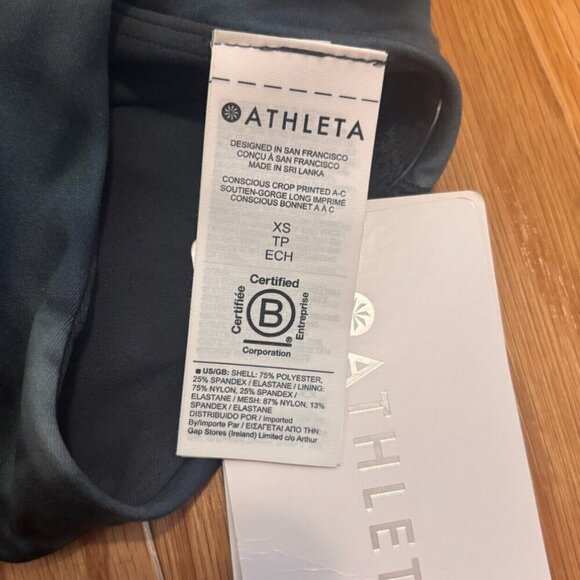 ATHLETA
DESIGNED IN SAN FRANCISCO
CONÇU À SAN FRANCISCO
MADE IN SRI LANKA
CONSCIOUS CROP PRINTED A-C
SOUTIEN-GORGE LONG IMPRIMÉ
CONSCIOUS BONNET A À C
XS
TP
ECH
Certified
Certifiée
B
Entreprise
®
Corporation
US/GB: SHELL: 75% POLYESTER,
25% SPANDEX / ELASTANE / LINING:
75% NYLON, 25% SPANDEX /
ELASTANE / MESH: 87% NYLON, 13%
SPANDEX / ELASTANE
DISTRIBUIDO POR / Imported
By/Importe Par / ΕΙΣΑΓΕΤΑΙ ΑΠΟ ΤΗΝ:
Gap Stores (Ireland) Limited c/o Arthur
ATHLET